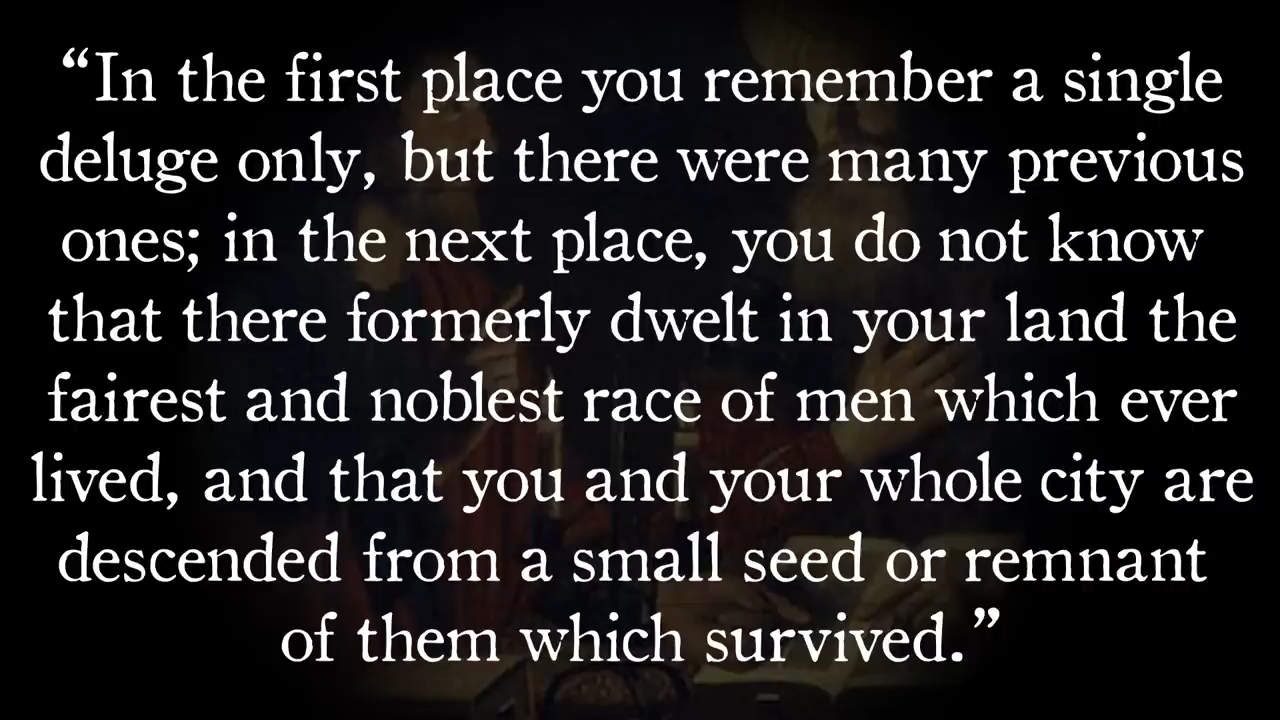 “In the first place you remember a single
deluge only, but there were many previous
ones; in the next place, you do not know
that there formerly dwelt in your land the
fairest and noblest race of men which ever
lived, and that you and your whole city are
descended from a small seed or remnant
of them which survived.”